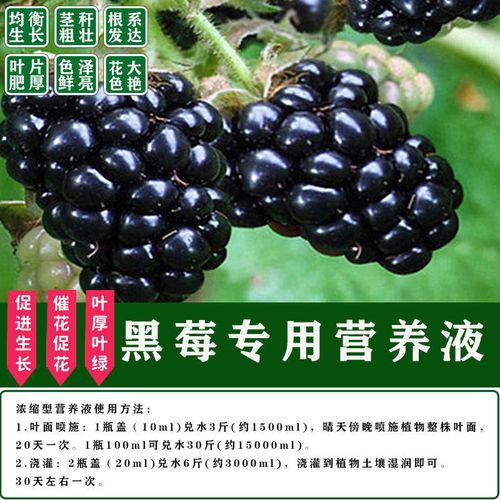 均衡生长
茎秆粗壮
根系发达
叶片肥厚
色泽鲜亮
花大色艳
促进生长
催花促花
叶厚叶绿
黑莓专用营养液
浓缩型营养液使用方法:
1.叶面喷施: 1瓶盖 (10ml)兑水3斤(约1500ml), 晴天傍晚喷施植物整株叶面,
20天一次。1瓶100ml可兑水30斤(约15000ml)。
2.浇灌: 2瓶盖 (20ml)兑水6斤(约3000ml), 浇灌到植物土壤湿润即可。
30天左右一次。